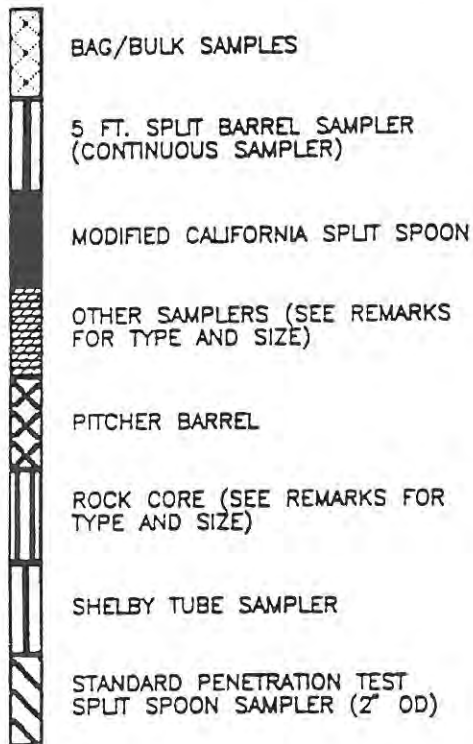 BAG/BULK SAMPLES
5 FT. SPLIT BARREL SAMPLER
(CONTINUOUS SAMPLER)
MODIFIED CALIFORNIA SPLIT SPOON
OTHER SAMPLERS (SEE REMARKS
FOR TYPE AND SIZE)
PITCHER BARREL
ROCK CORE (SEE REMARKS FOR
TYPE AND SIZE)
SHELBY TUBE SAMPLER
STANDARD PENETRATION TEST
SPLIT SPOON SAMPLER (2" OD)